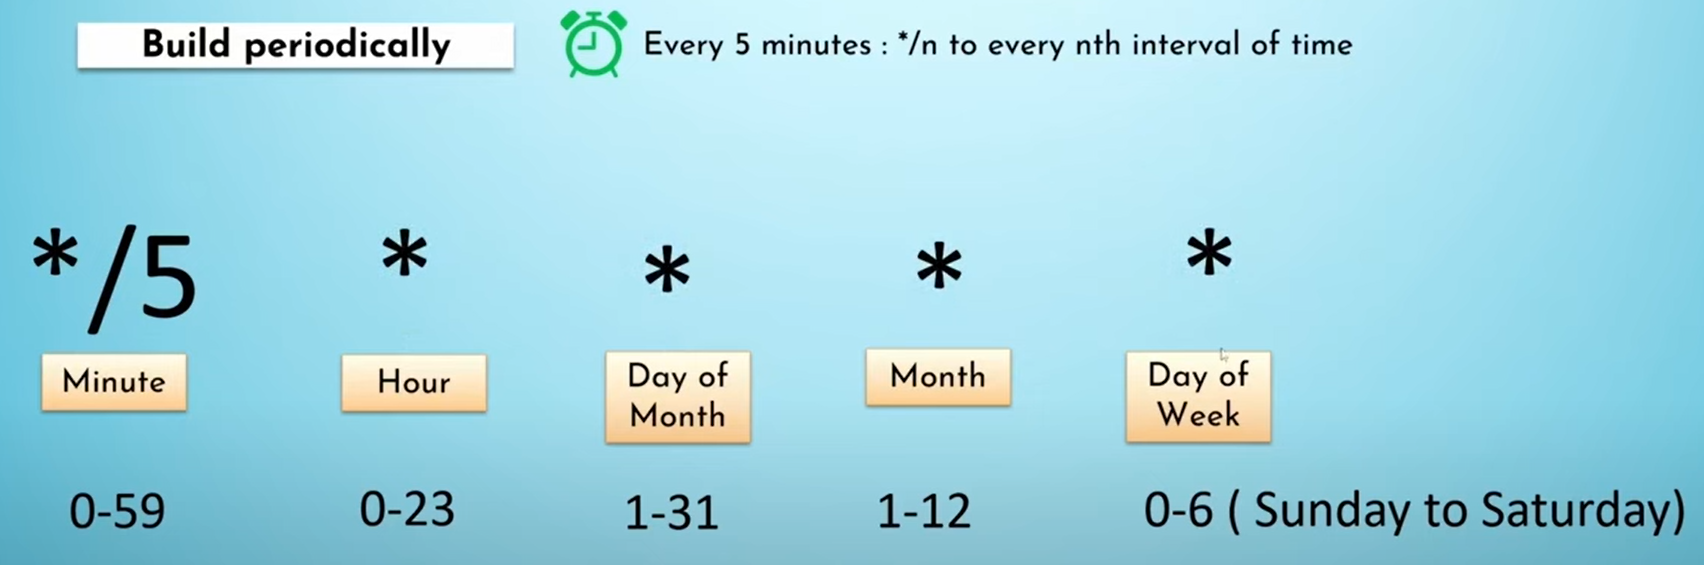 Build periodically
Every 5 minutes : */n to every nth interval of time
*/5 * * * *
Minute Hour Day of Month Month Day of Week
0-59 0-23 1-31 1-12 0-6 ( Sunday to Saturday)